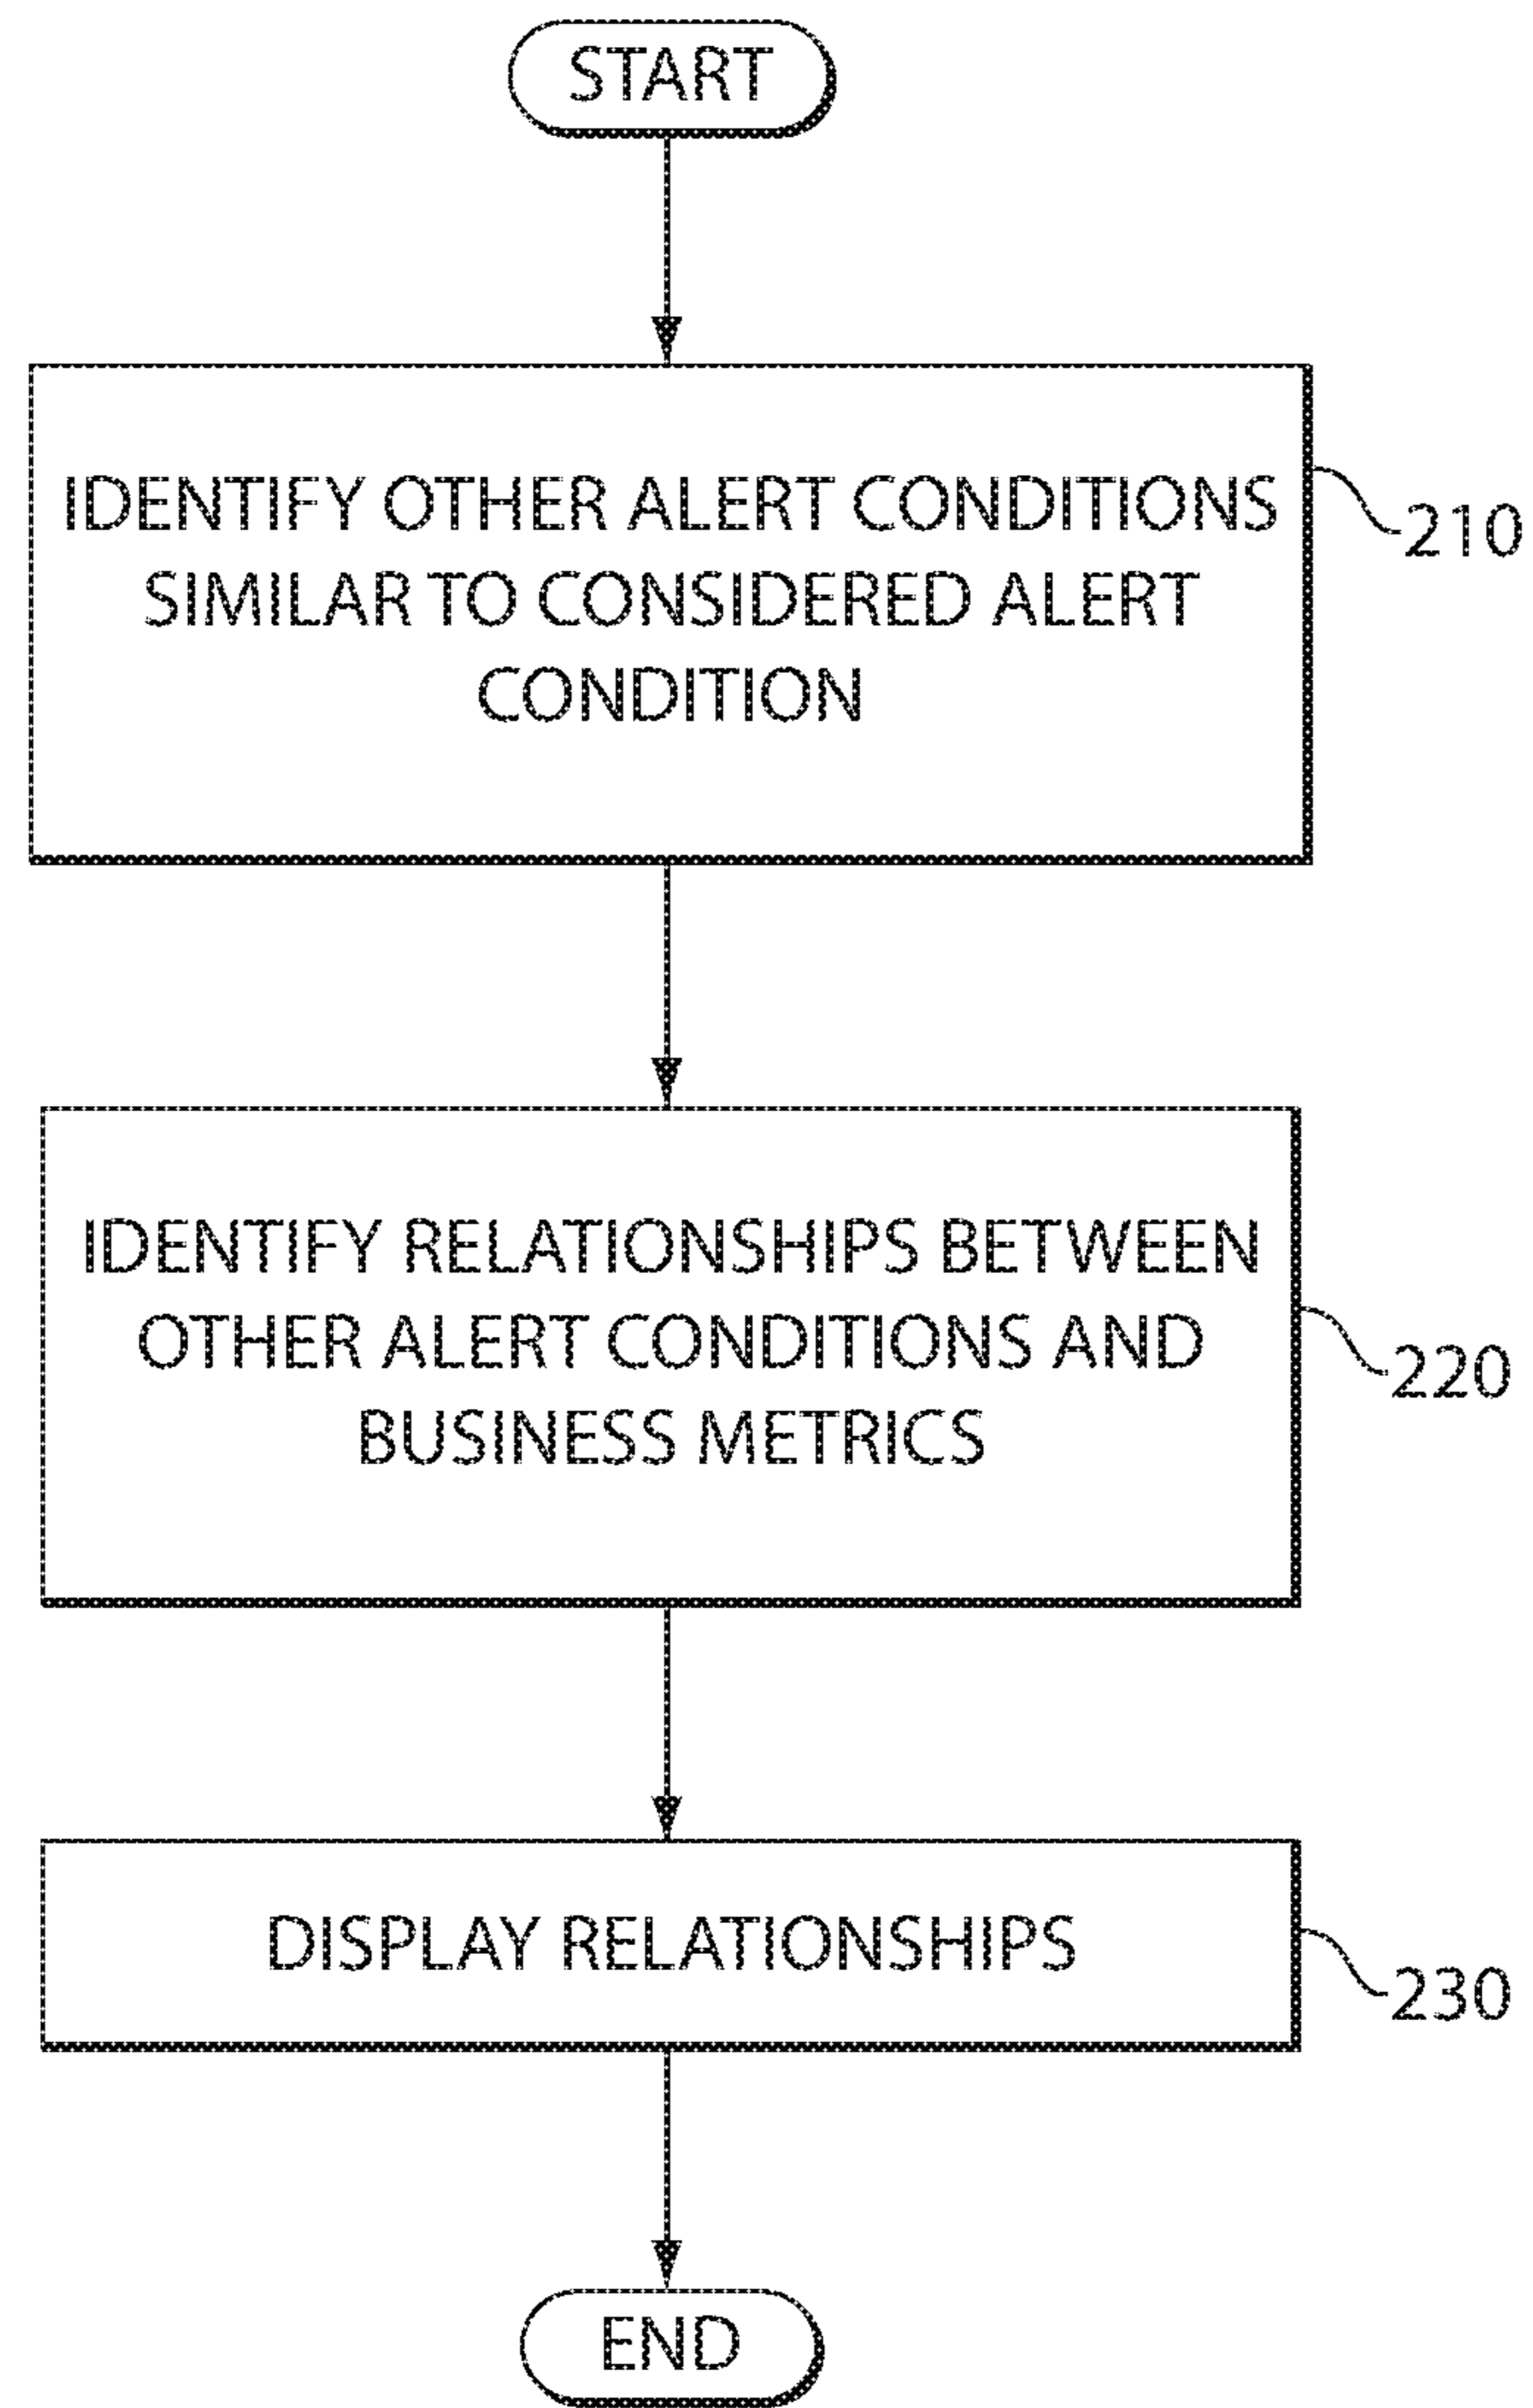 START
IDENTIFY OTHER ALERT CONDITIONS
SIMILAR TO CONSIDERED ALERT
CONDITION
210
IDENTIFY RELATIONSHIPS BETWEEN
OTHER ALERT CONDITIONS AND
BUSINESS METRICS
220
DISPLAY RELATIONSHIPS
230
END